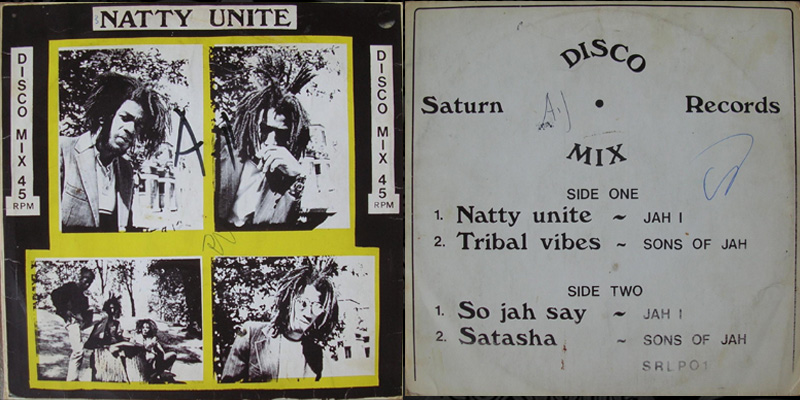 NATTY UNITE
DISCO MIX 45 RPM
DISCO MIX 45 RPM
A1
DISCO
Saturn Records
A.J
MIX
SIDE ONE
1. Natty unite ~ JAH I
2. Tribal vibes ~ SONS OF JAH
SIDE TWO
1. So jah say ~ JAH I
2. Satasha ~ SONS OF JAH
SRLPO1